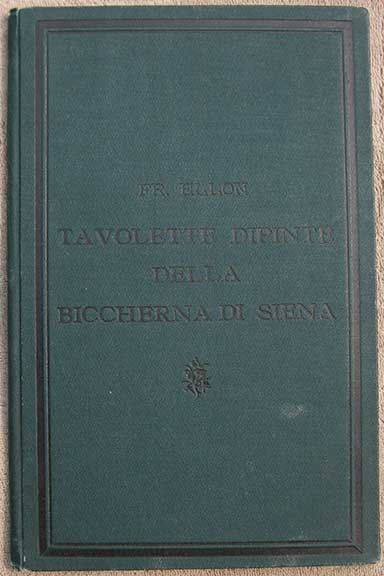 FR. ELLON
TAVOLETTE DIPINTE
DELLA
BICCHERNA DI SIENA